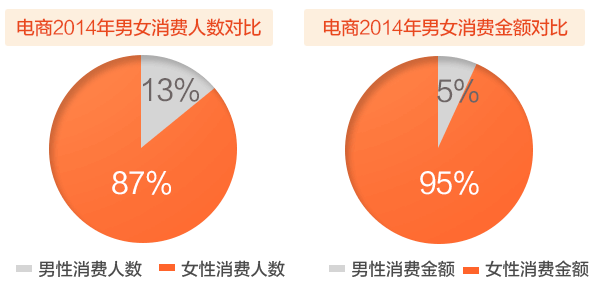 电商2014年男女消费人数对比
13%
87%
男性消费人数
女性消费人数
电商2014年男女消费金额对比
5%
95%
男性消费金额
女性消费金额